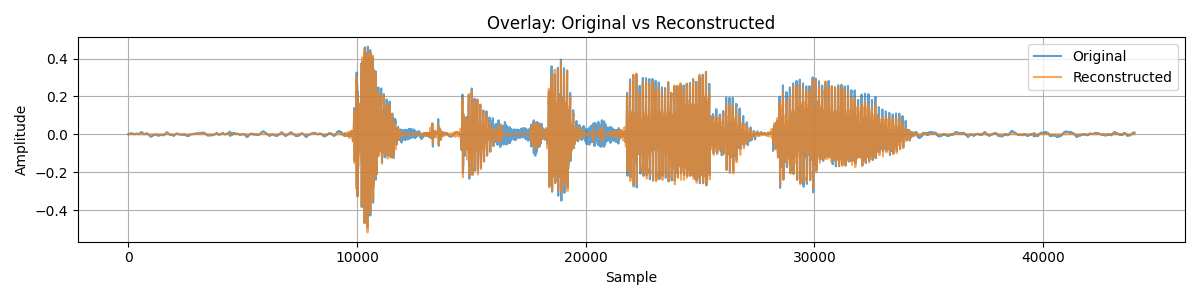 Overlay: Original vs Reconstructed
Original
Reconstructed
Amplitude
0.4
0.2
0.0
−0.2
−0.4
0 10000 20000 30000 40000
Sample